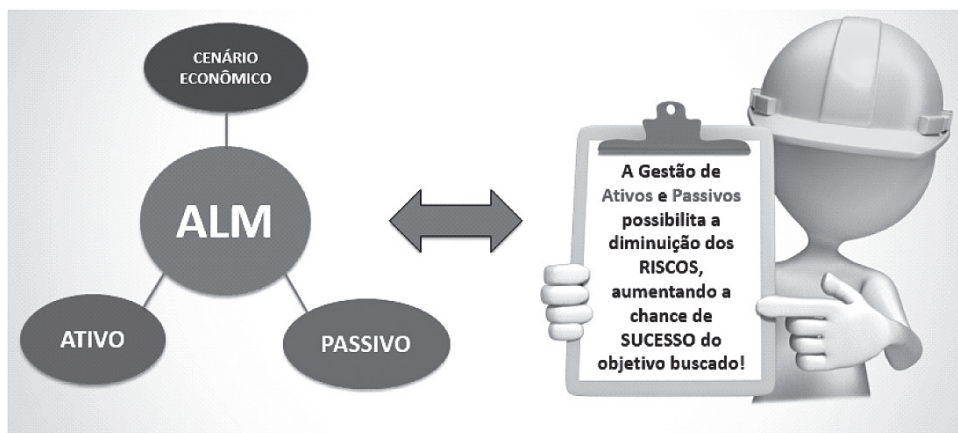 CENÁRIO
ECONÔMICO
ALM
ATIVO
PASSIVO
A Gestão de
Ativos e Passivos
possibilita a
diminuição dos
RISCOS,
aumentando a
chance de
SUCESSO do
objetivo buscado!